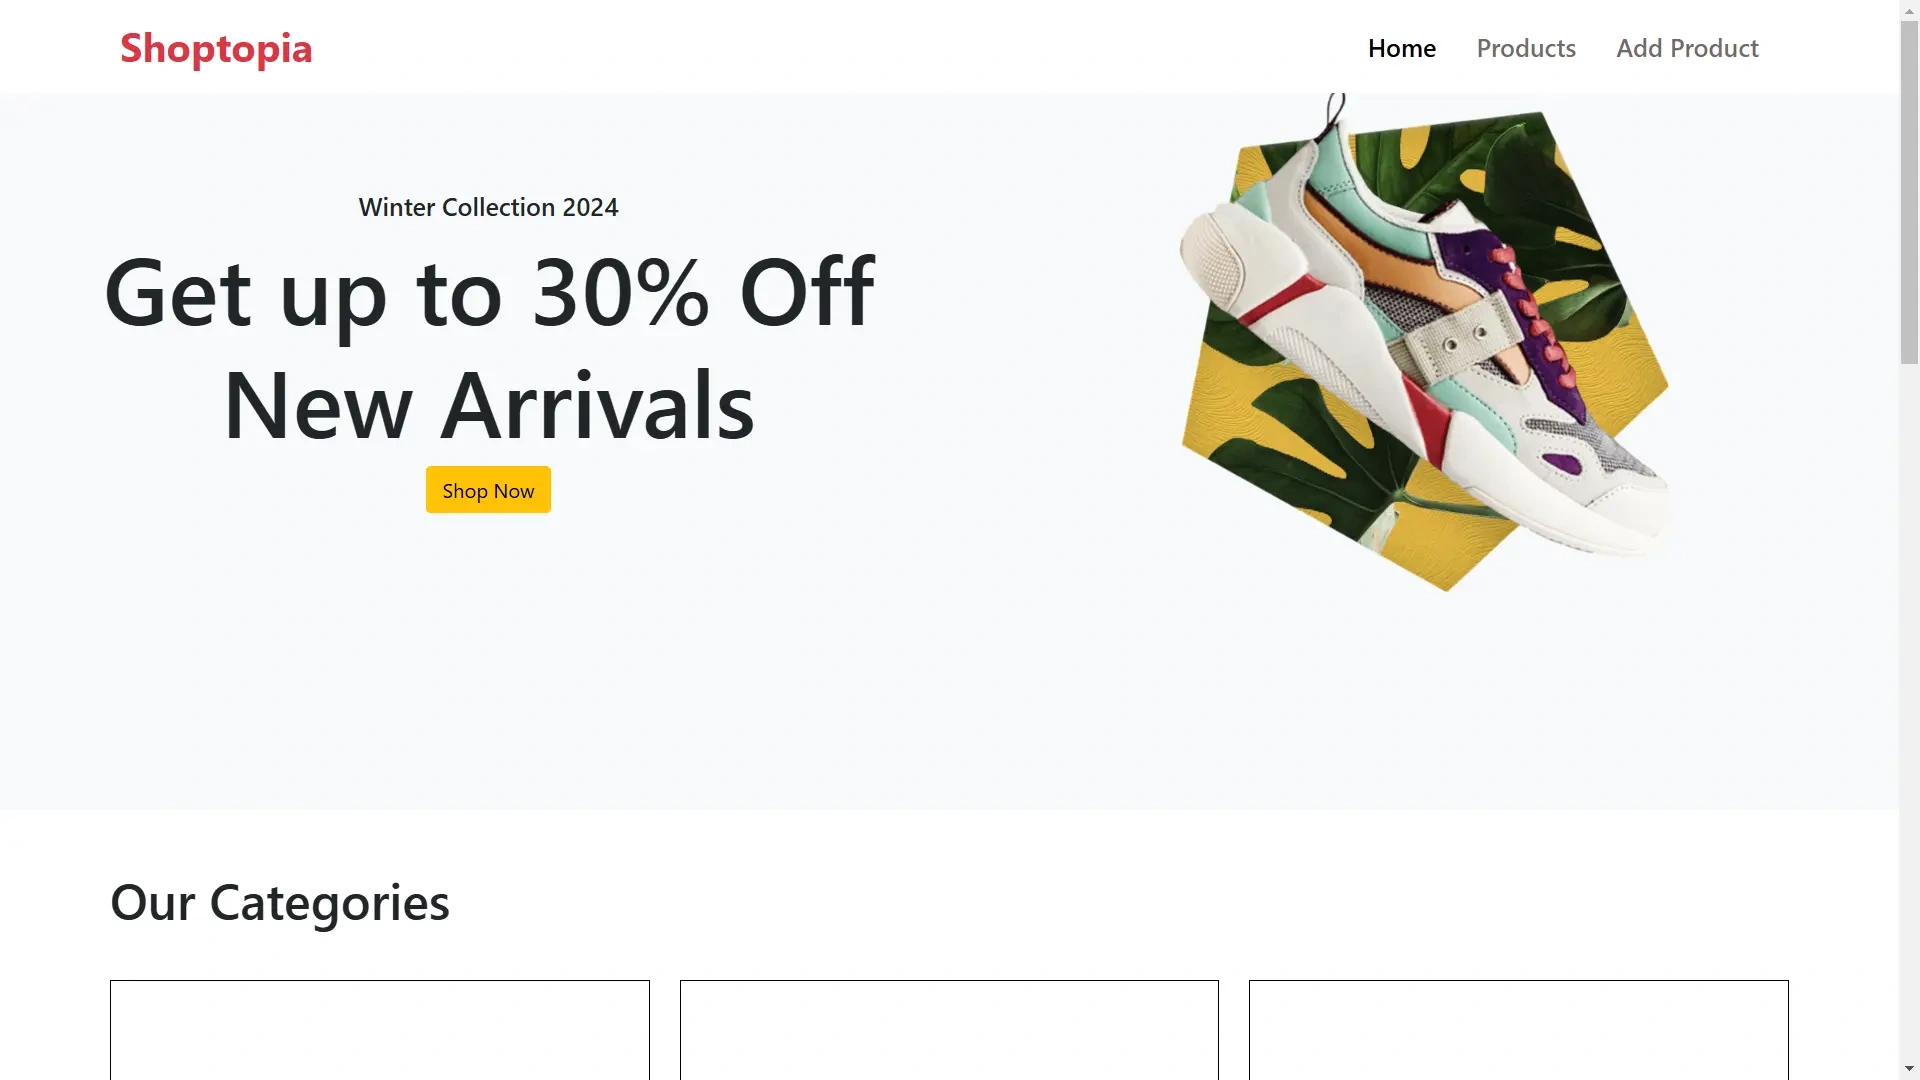 Shoptopia
Home Products Add Product
Winter Collection 2024
Get up to 30% Off
New Arrivals
Shop Now
Our Categories